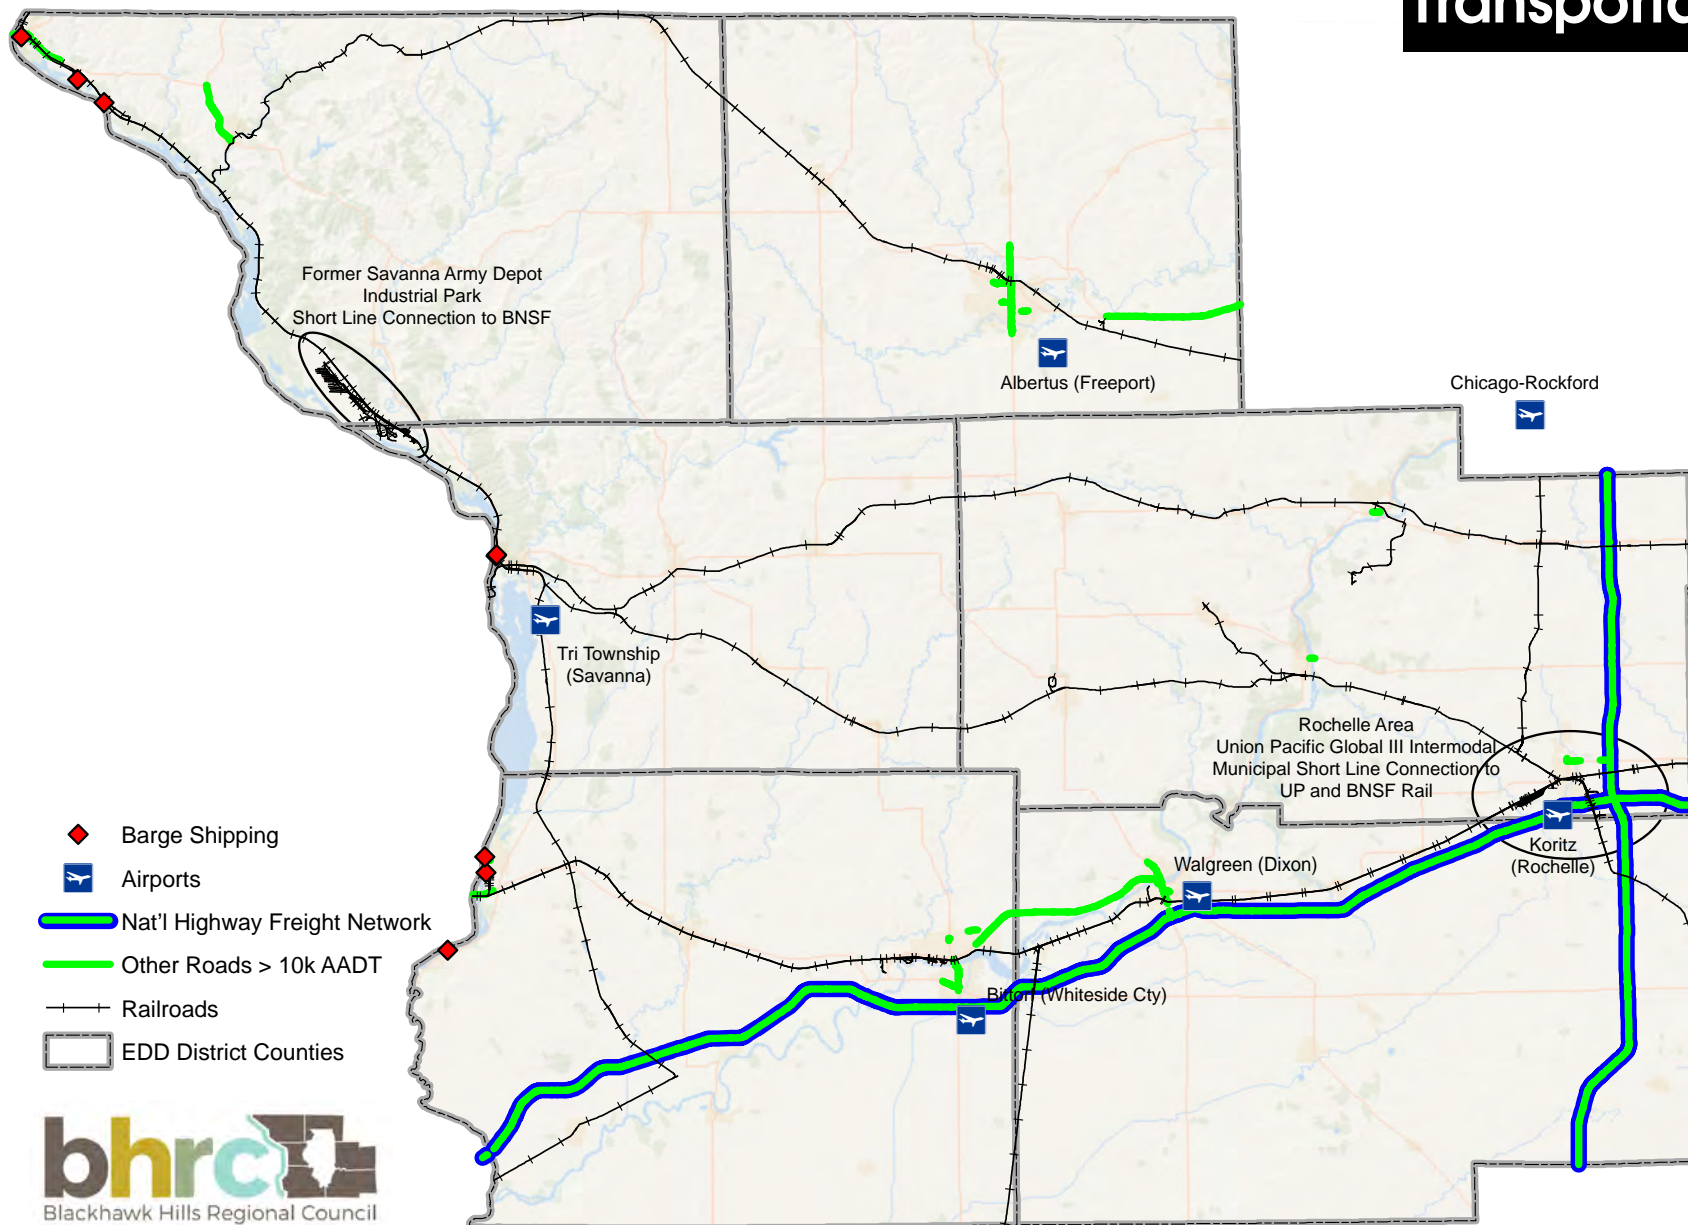 Transporta
Former Savanna Army Depot
Industrial Park
Short Line Connection to BNSF
Albertus (Freeport)
Chicago-Rockford
Tri Township
(Savanna)
Rochelle Area
Union Pacific Global III Intermodal
Municipal Short Line Connection to
UP and BNSF Rail
Koritz
(Rochelle)
Walgreen (Dixon)
Bittorf (Whiteside Cty)
Barge Shipping
Airports
Nat'l Highway Freight Network
Other Roads > 10k AADT
Railroads
EDD District Counties
bhrc
Blackhawk Hills Regional Council